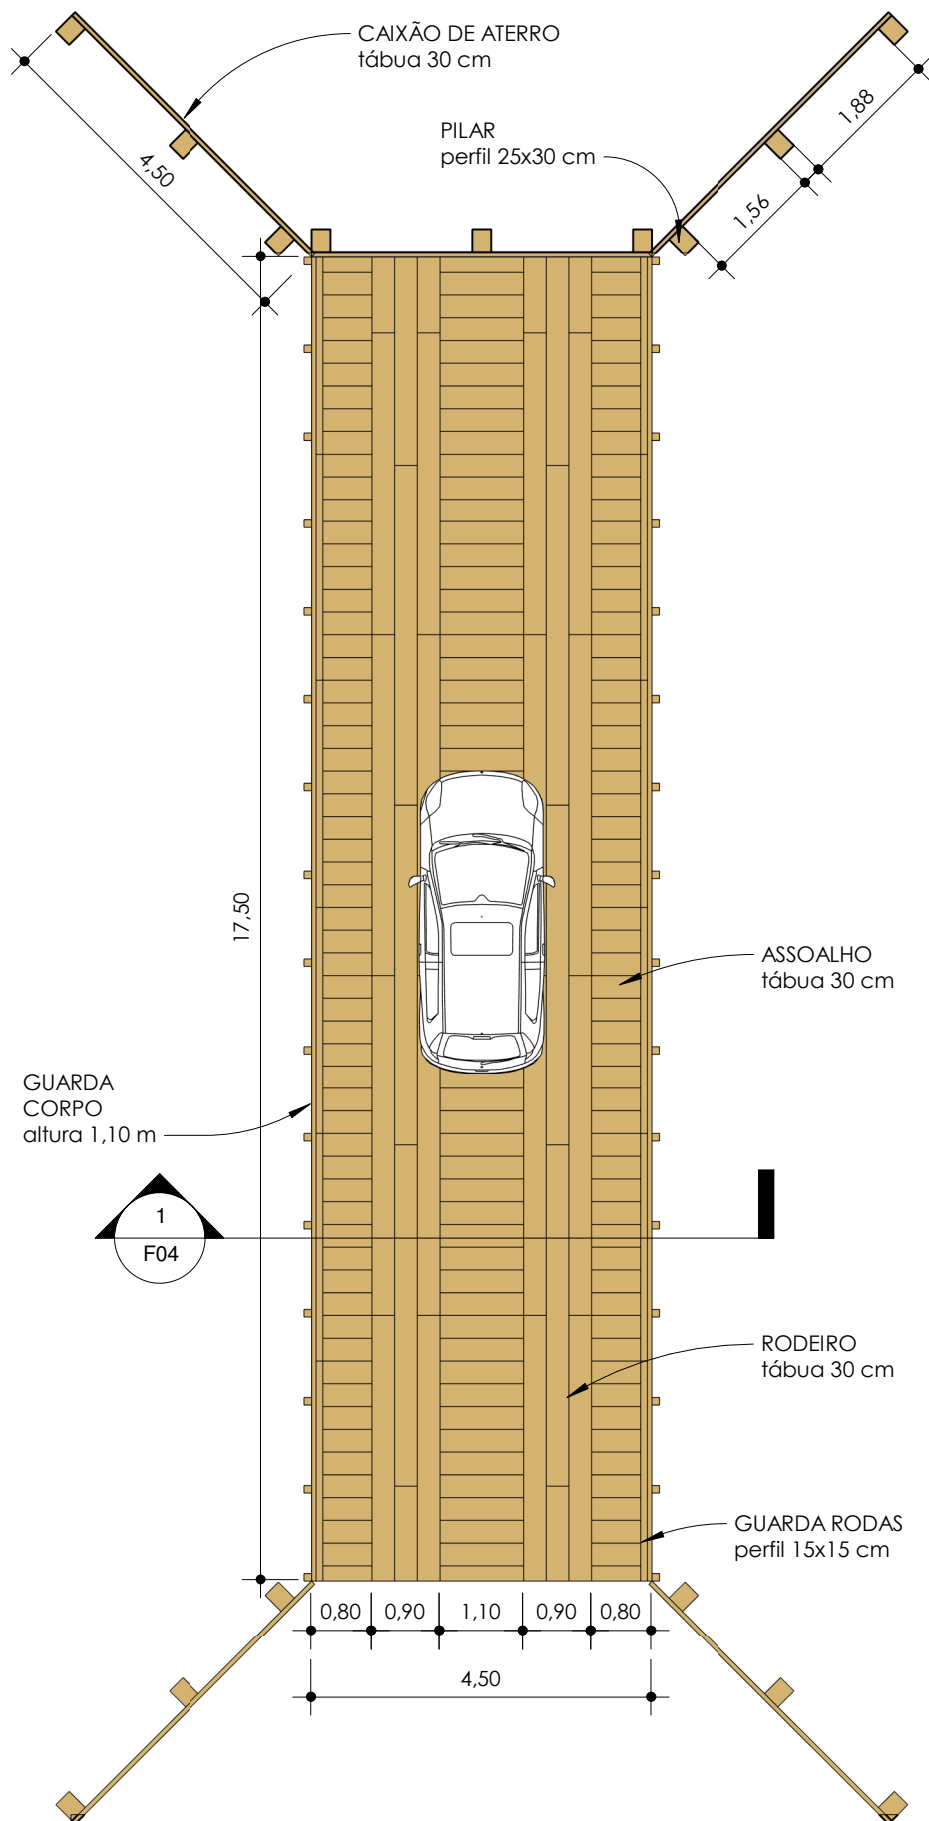 CAIXÃO DE ATERRO
tábua 30 cm
PILAR
perfil 25x30 cm
4,50
1,88
1,56
17,50
ASSOALHO
tábua 30 cm
GUARDA
CORPO
altura 1,10 m
1
F04
RODEIRO
tábua 30 cm
GUARDA RODAS
perfil 15x15 cm
0,80 0,90 1,10 0,90 0,80
4,50